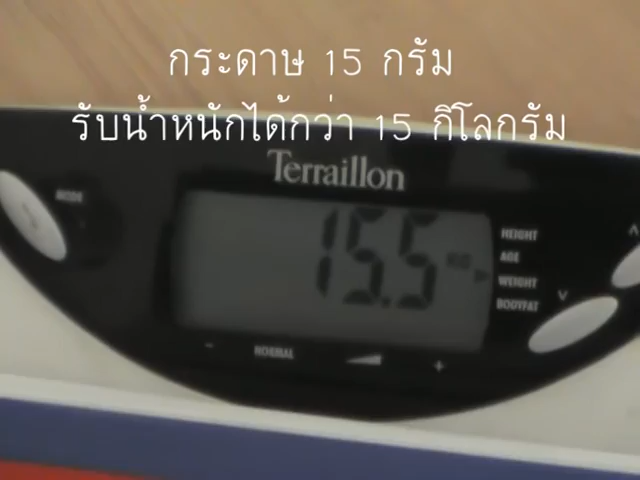 กระดาษ 15 กรัม
รับน้ำหนักได้กว่า 15 กิโลกรัม
Terraillon
MODE
15.5 KG
HEIGHT
AGE
WEIGHT
BODYFAT
- NORMAL +